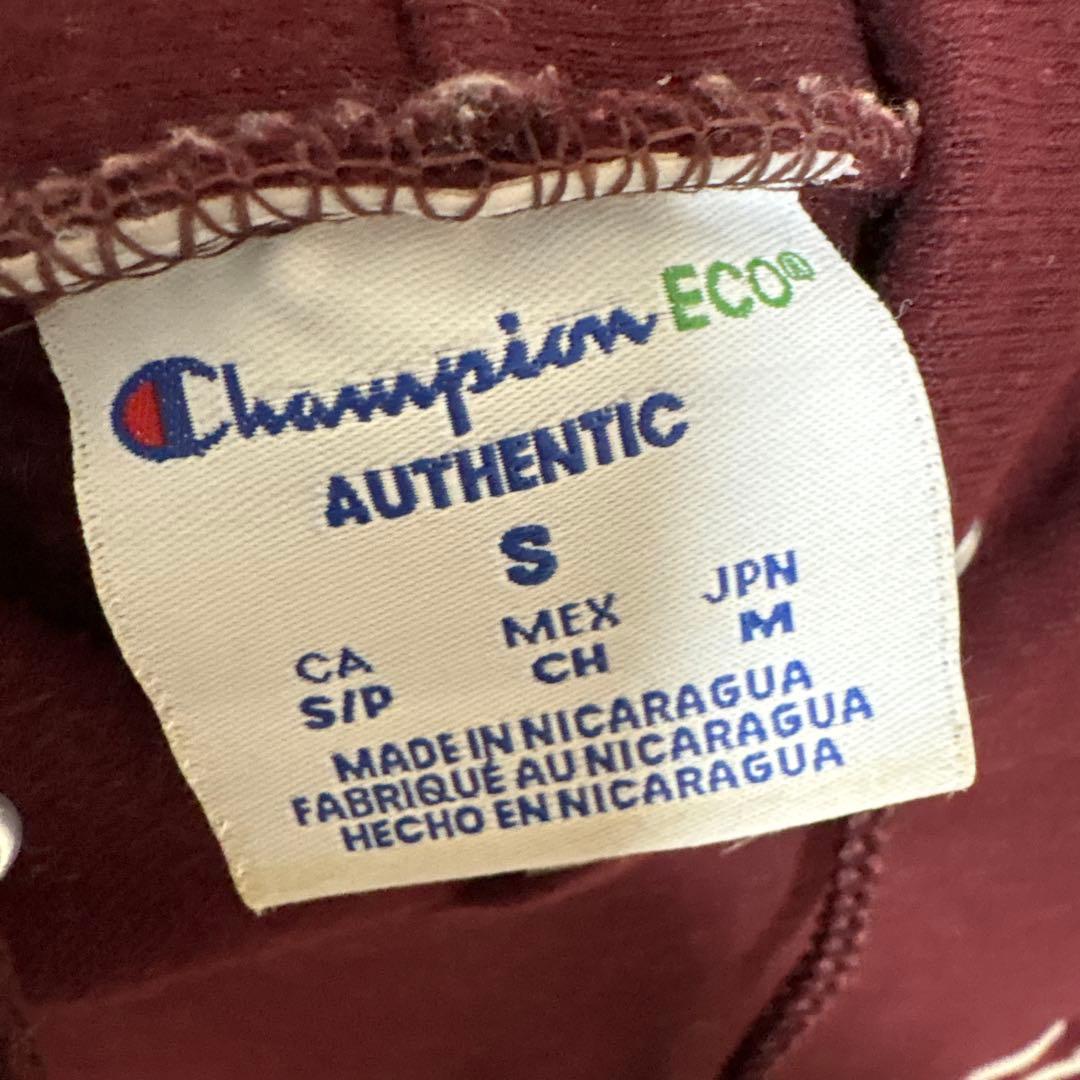 Champion ECO®
AUTHENTIC
S
CA MEX JPN
S/P CH M
MADE IN NICARAGUA
FABRIQUÉ AU NICARAGUA
HECHO EN NICARAGUA